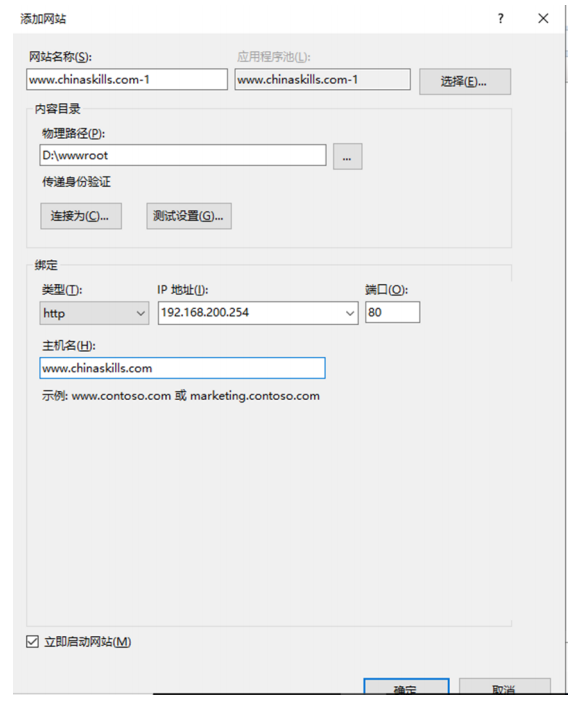 添加网站
?
网站名称(S):
应用程序池(L):
www.chinaskills.com-1
www.chinaskills.com-1
选择(E)...
内容目录
物理路径(P):
D:\wwwroot
...
传递身份验证
连接为(C)...
测试设置(G)...
绑定
类型(T):
IP 地址(I):
端口(O):
http
192.168.200.254
80
主机名(H):
www.chinaskills.com
示例: www.contoso.com 或 marketing.contoso.com
立即启动网站(M)
确定
取消